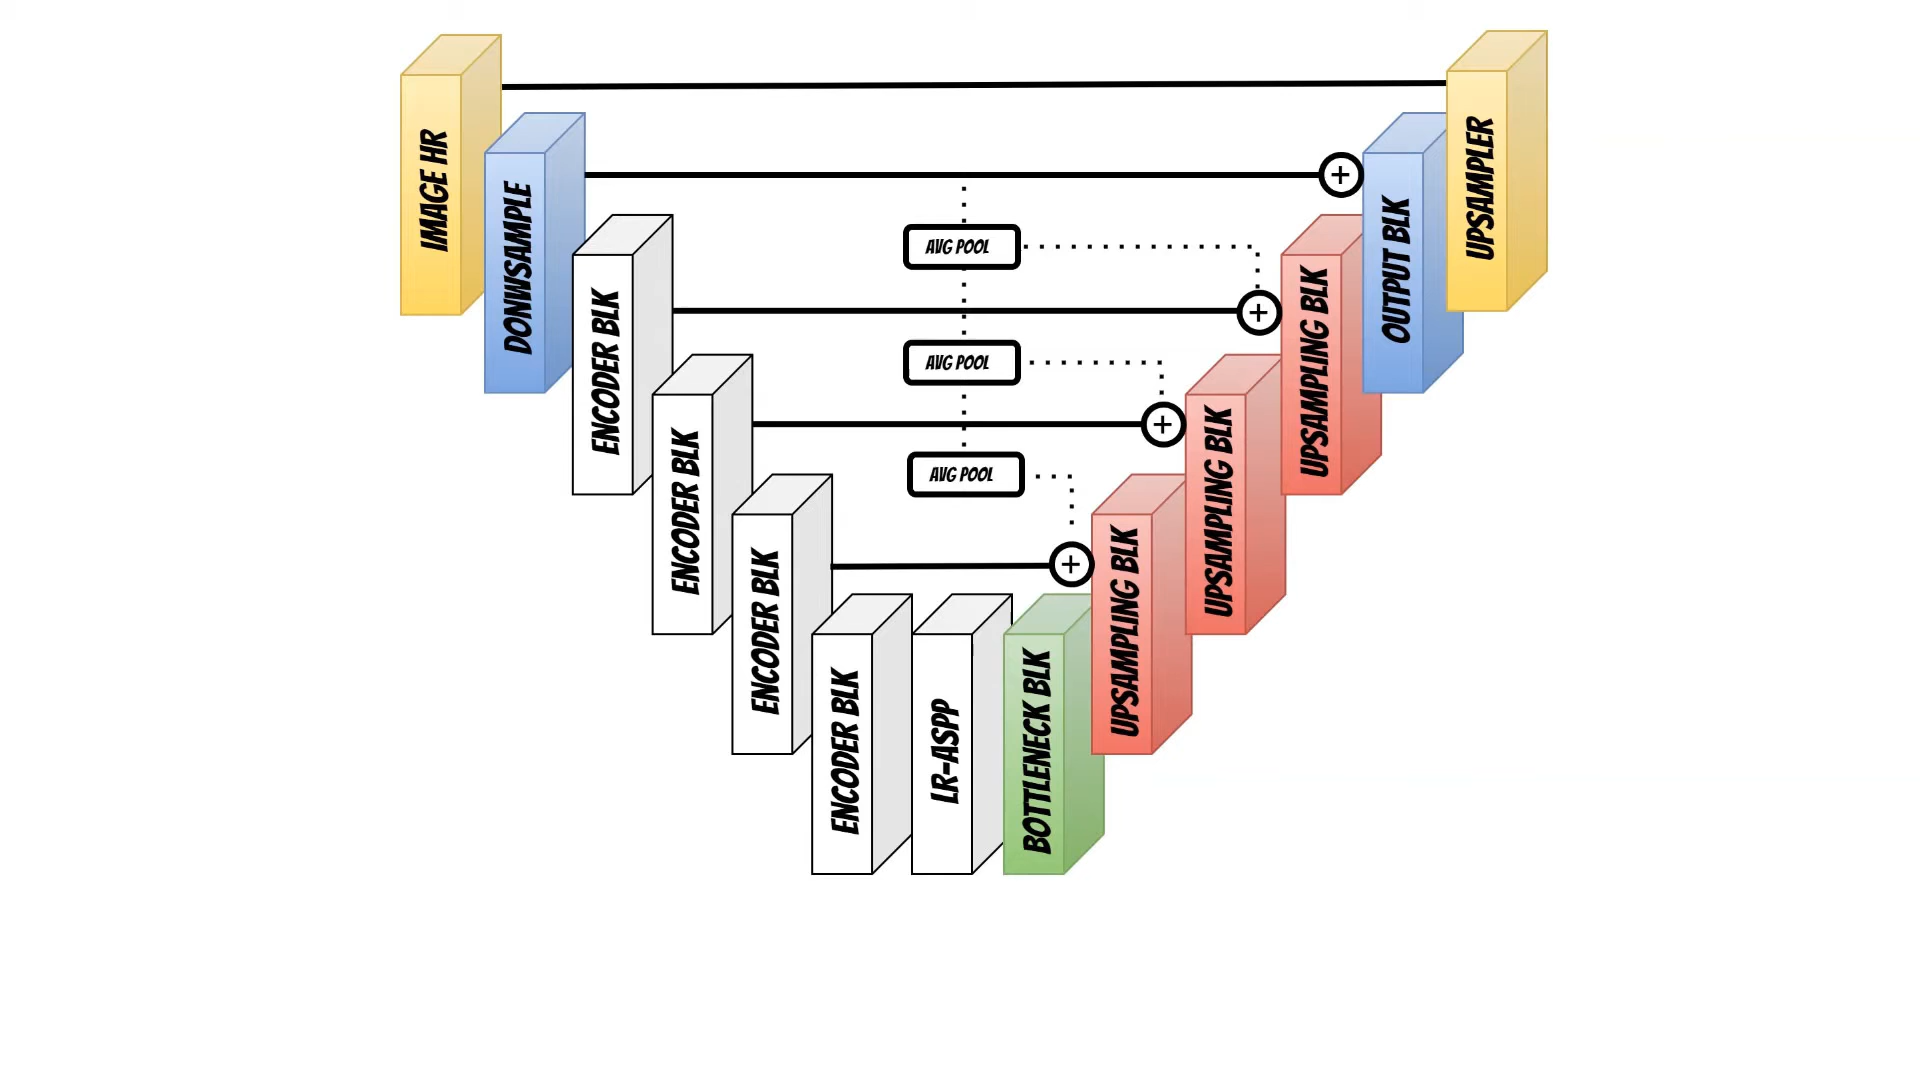 IMAGE HR
DONWSAMPLE
ENCODER BLK
ENCODER BLK
ENCODER BLK
ENCODER BLK
LR-ASPP
BOTTLENECK BLK
UPSAMPLING BLK
UPSAMPLING BLK
UPSAMPLING BLK
OUTPUT BLK
UPSAMPLER
AVG POOL
AVG POOL
AVG POOL
+
+
+
+